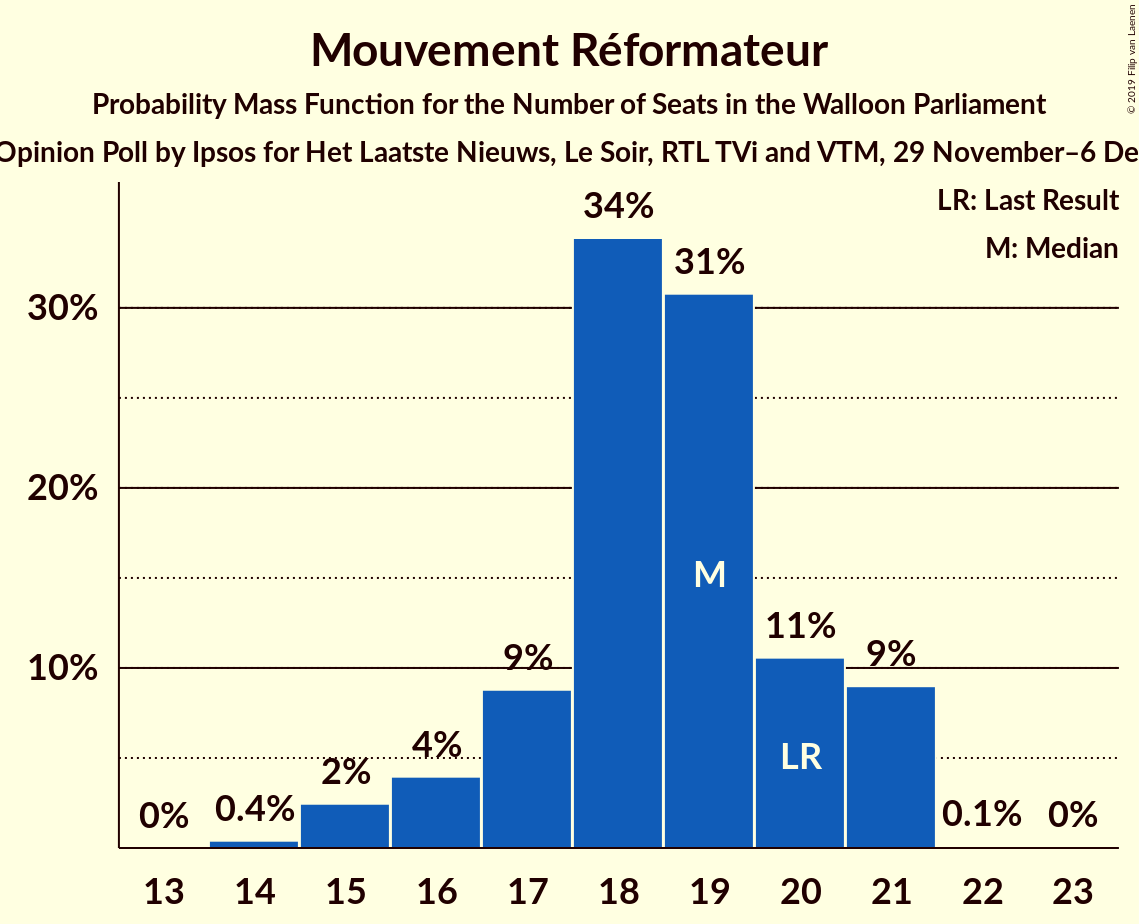 Mouvement Réformateur
Probability Mass Function for the Number of Seats in the Walloon Parliament
Opinion Poll by Ipsos for Het Laatste Nieuws, Le Soir, RTL TVi and VTM, 29 November–6 De
© 2019 Filip van Laenen
LR: Last Result
M: Median
34%
31%
30%
20%
M
11%
10%
9%
9%
LR
4%
2%
0%
0.4%
0.1%
0%
13 14 15 16 17 18 19 20 21 22 23